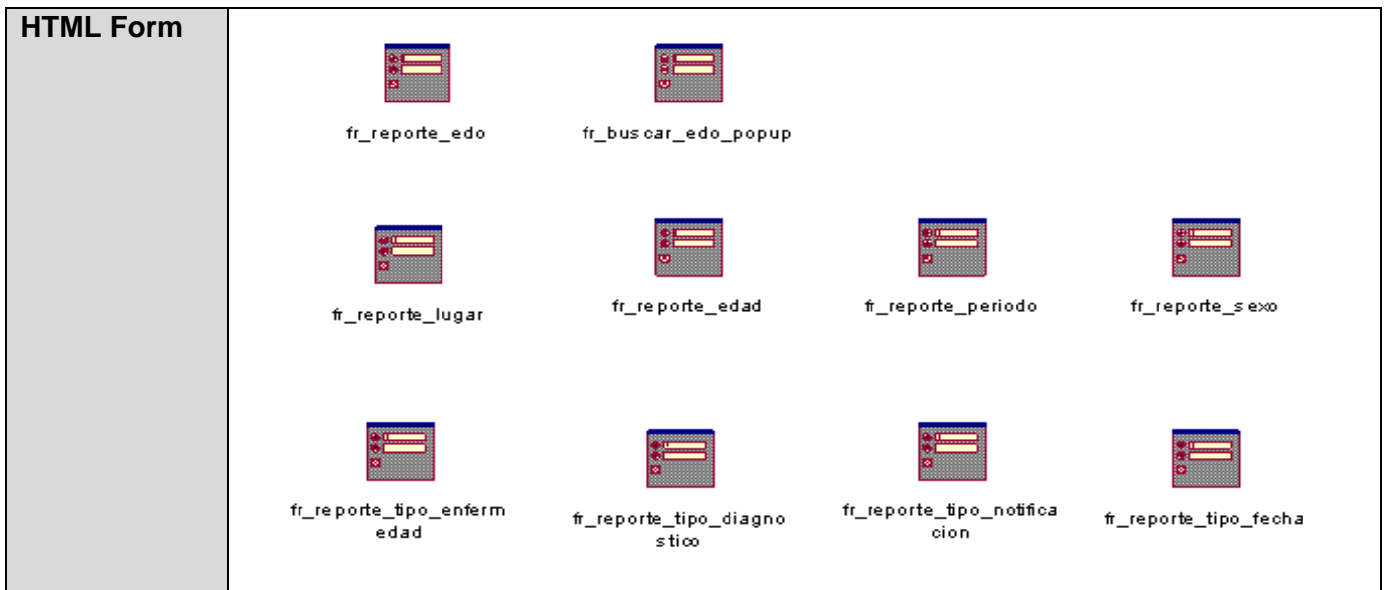 HTML Form
fr_reporte_edo
fr_buscar_edo_popup
fr_reporte_lugar
fr_reporte_edad
fr_reporte_periodo
fr_reporte_sexo
fr_reporte_tipo_enferm
edad
fr_reporte_tipo_diagno
stico
fr_reporte_tipo_notifica
cion
fr_reporte_tipo_fecha